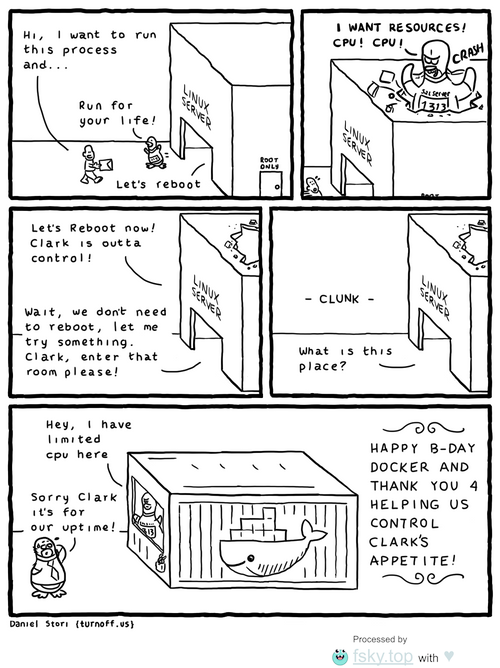 Hi, I want to run
this process
and...
Run for
your life!
LINUX
SERVER
Let's reboot
ROOT
ONLY
I WANT RESOURCES!
CPU! CPU!
CRASH
1313
LINUX
SERVER
Let's Reboot now!
Clark is outta
control!
LINUX
SERVER
Wait, we don't need
to reboot, let me
try something.
Clark, enter that
room please!
- CLUNK -
LINUX
SERVER
What is this
place?
Hey, I have
limited
cpu here
Sorry Clark
it's for
our uptime!
HAPPY B-DAY
DOCKER AND
THANK YOU 4
HELPING US
CONTROL
CLARK'S
APPETITE!
Daniel Stori {turnoff.us}
Processed by
fsky.top with